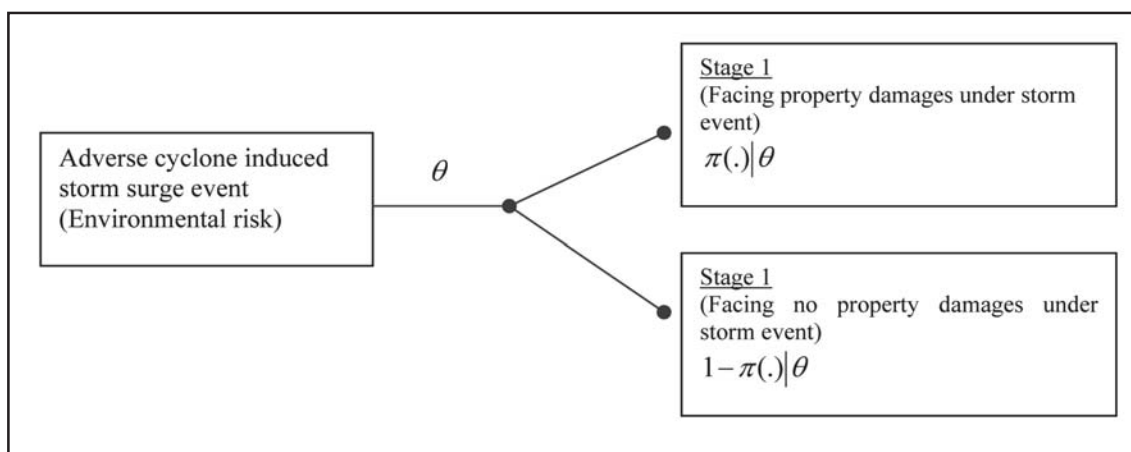 Adverse cyclone induced
storm surge event
(Environmental risk)
θ
Stage 1
(Facing property damages under storm
event)
π(.)|θ
Stage 1
(Facing no property damages under
storm event)
1−π(.)|θ